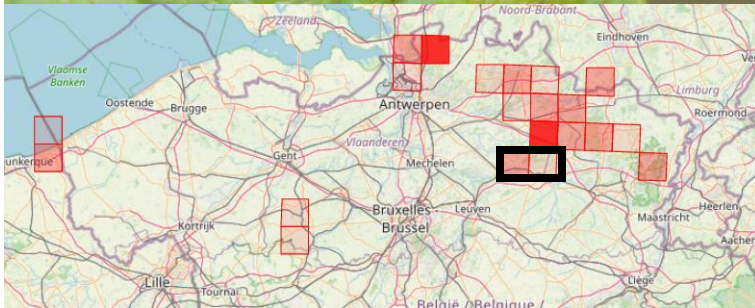 Noord-Brabant
Zeeland
Eindhoven
Vlaamse
Banken
Oostende
Brugge
Antwerpen
Limburg
Roermond
unkerque
Gent
Vlaanderen
Mechelen
Bruxelles -
Brussel
Leuven
Maastricht
Heerlen
Aachen
Kortrijk
Lille
Tournai
Liège
België / Belgique /